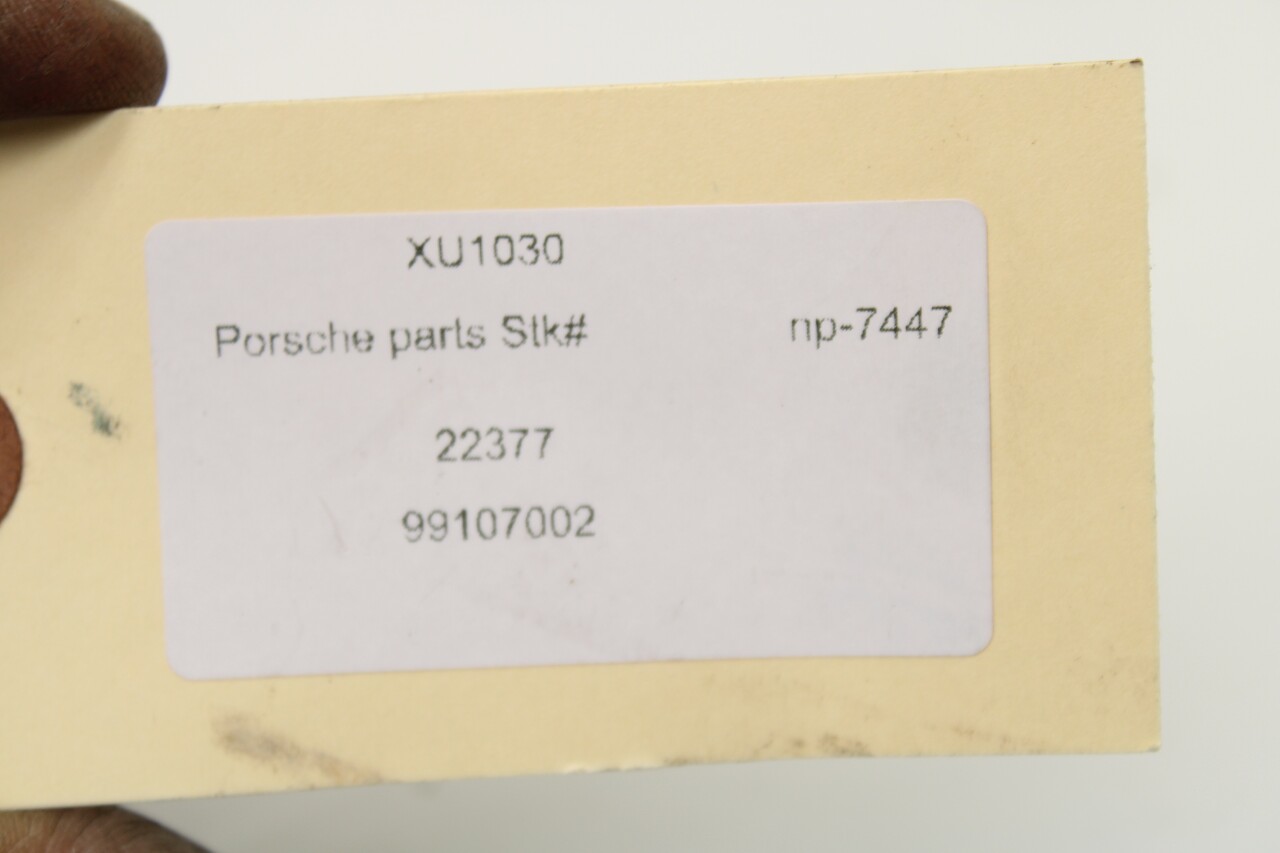 XU1030
Porsche parts Stk# np-7447
22377
99107002